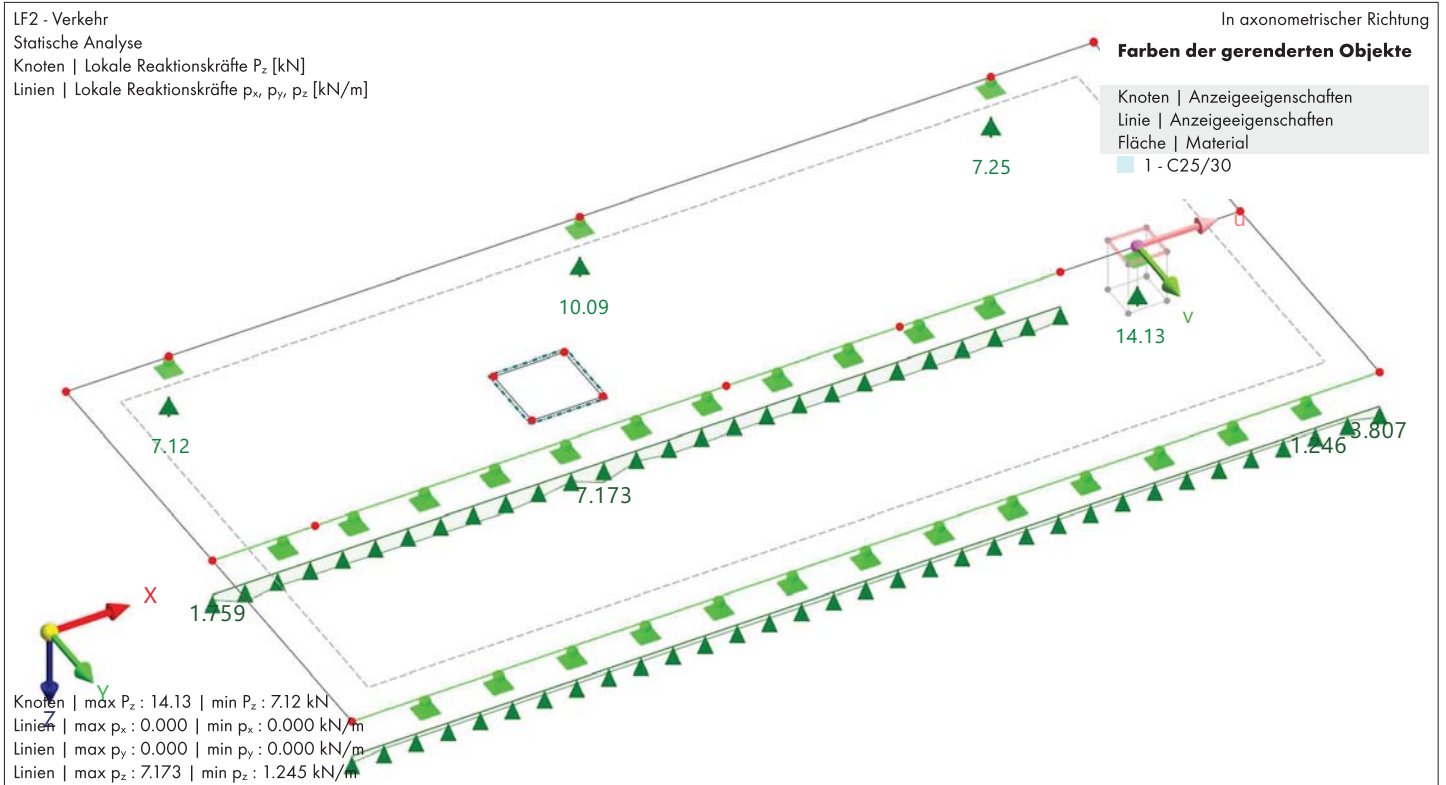 LF2 - Verkehr
Statische Analyse
Knoten | Lokale Reaktionskräfte Pz [kN]
Linien | Lokale Reaktionskräfte px, py, pz [kN/m]
In axonometrischer Richtung
Farben der gerenderten Objekte
Knoten | Anzeigeeigenschaften
Linie | Anzeigeeigenschaften
Fläche | Material
1 - C25/30
7.25
u
10.09
v
14.13
7.12
3.807
1.246
7.173
X
1.759
Y
Z
Knoten | max Pz : 14.13 | min Pz : 7.12 kN
Linien | max px : 0.000 | min px : 0.000 kN/m
Linien | max py : 0.000 | min py : 0.000 kN/m
Linien | max pz : 7.173 | min pz : 1.245 kN/m